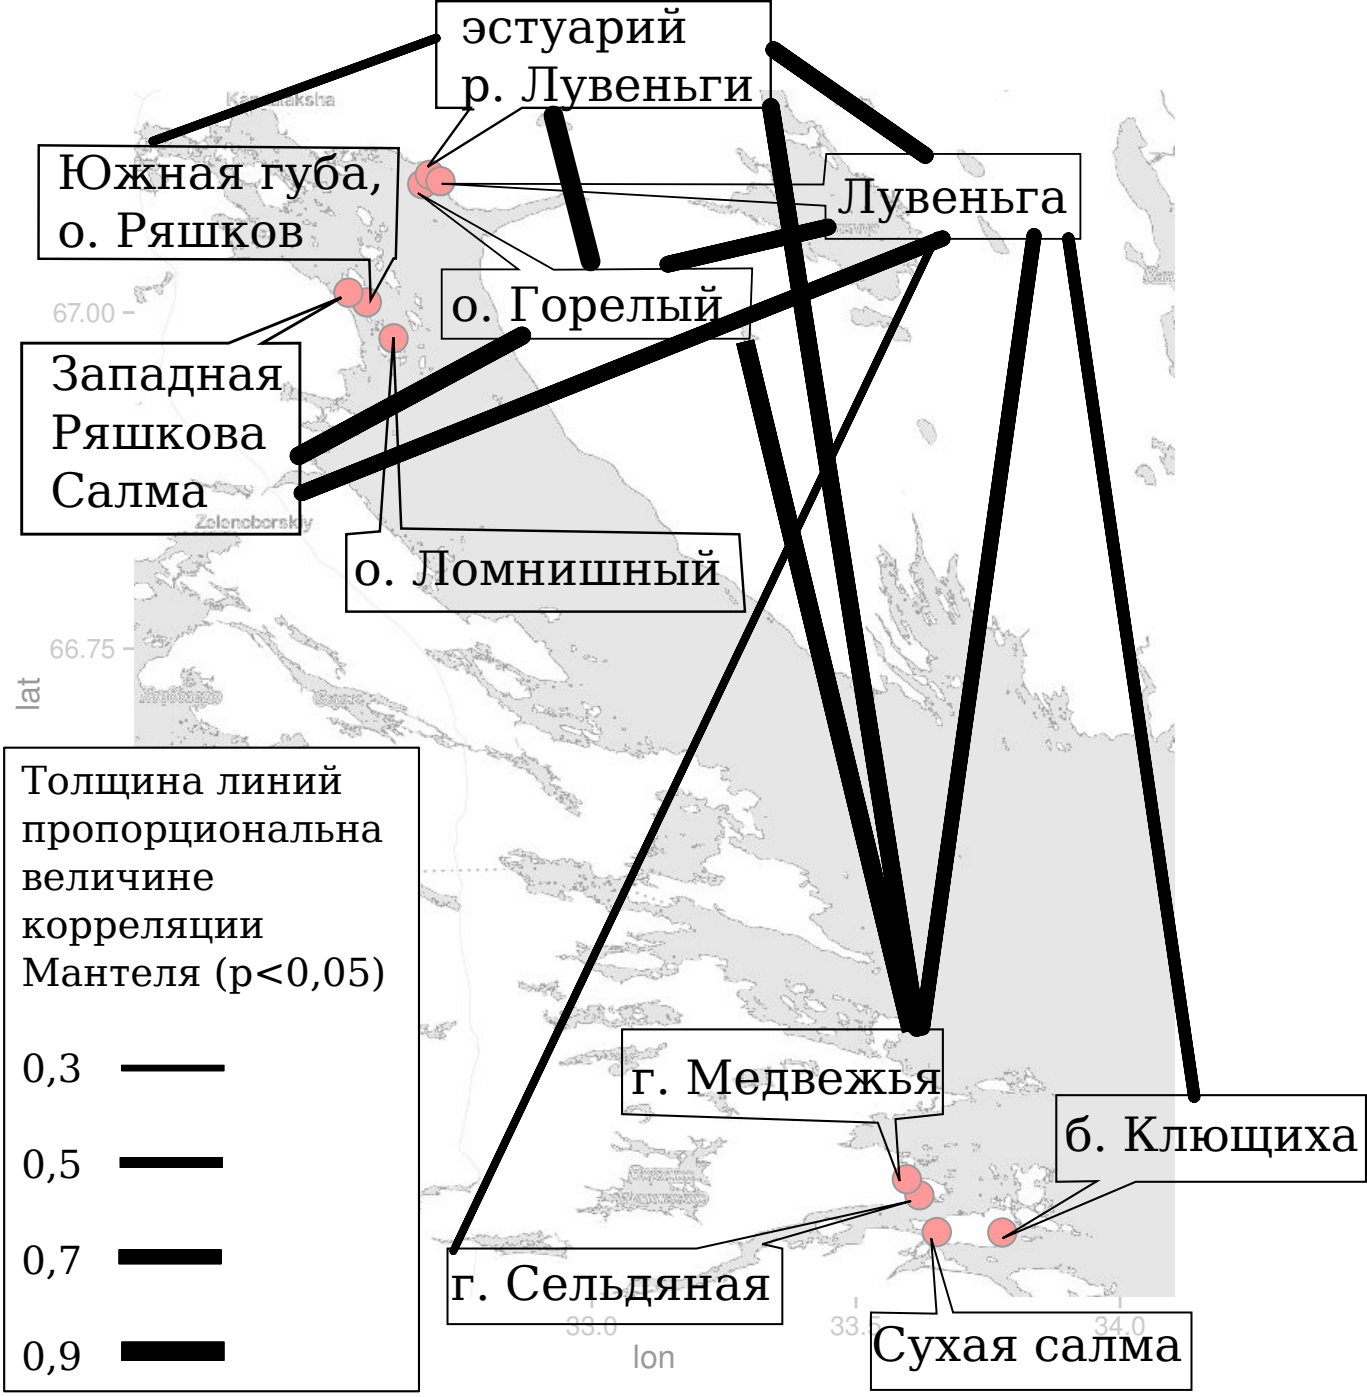 эстуарий
р. Лувеньги
Южная губа,
о. Ряшков
Лувеньга
о. Горелый
67.00
Западная
Ряшкова
Салма
Zelenoborskiy
о. Ломнишный
66.75
lat
Толщина линий
пропорциональна
величине
корреляции
Мантеля (p<0,05)
0,3
0,5
0,7
0,9
г. Медвежья
б. Клющиха
г. Сельдяная
Сухая салма
33.0
33.5
34.0
lon